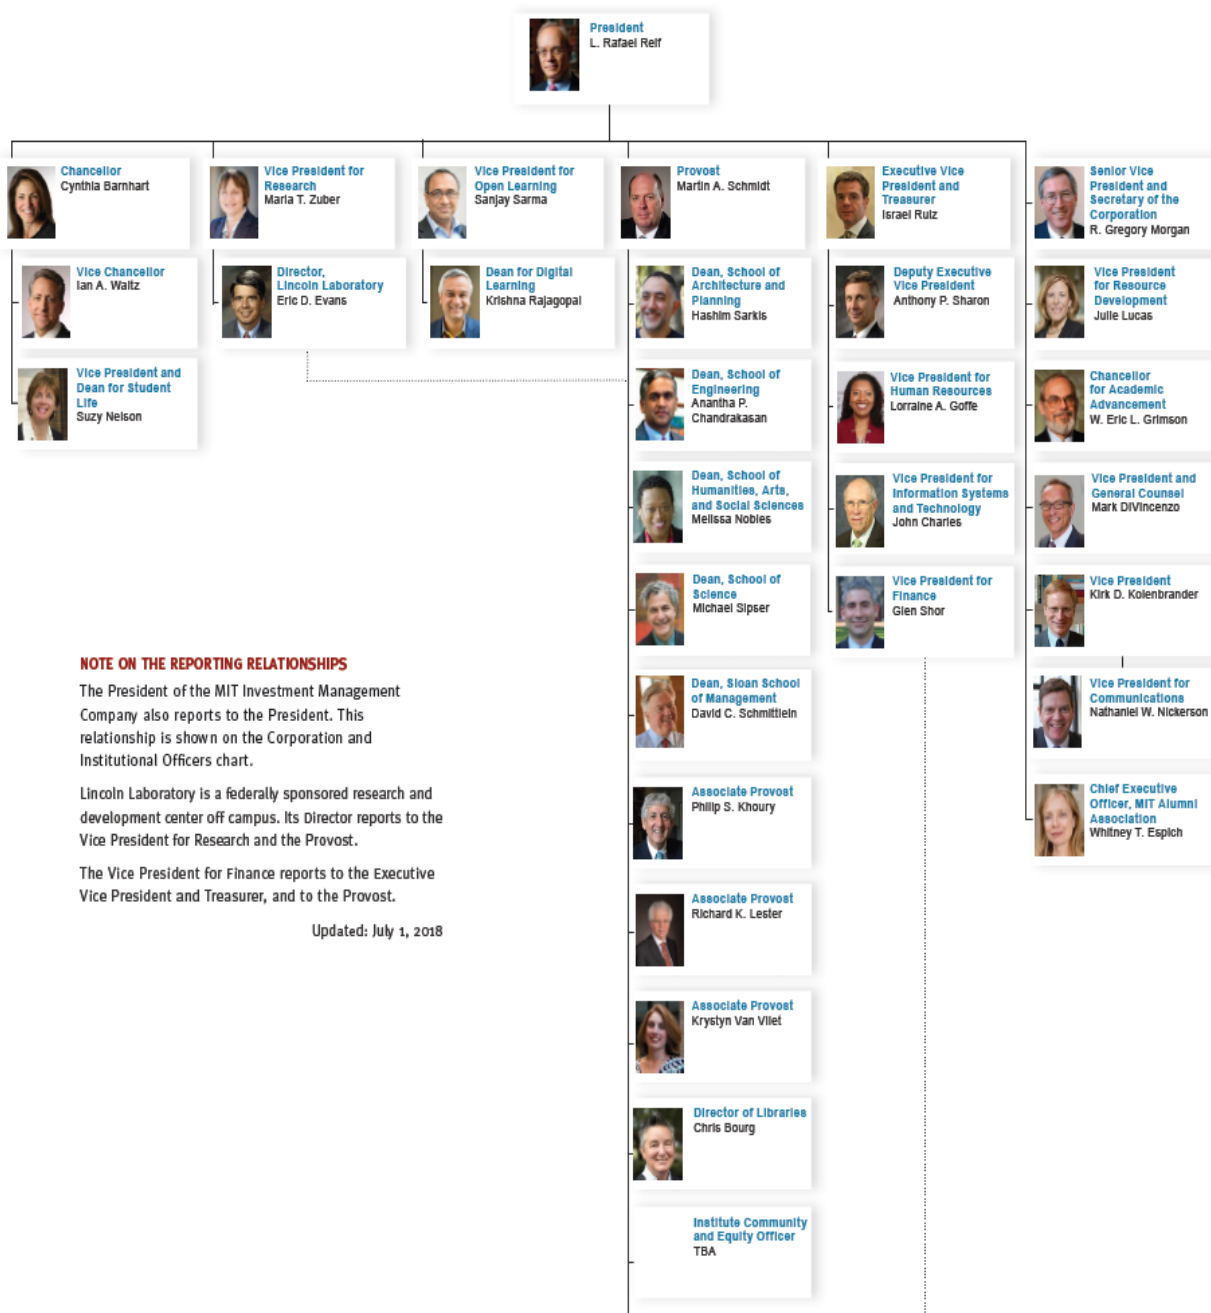 President
L. Rafael Reif
Chancellor
Cynthia Barnhart
Vice President for
Research
Maria T. Zuber
Vice President for
Open Learning
Sanjay Sarma
Provost
Martin A. Schmidt
Executive Vice
President and
Treasurer
Israel Ruiz
Senior Vice
President and
Secretary of the
Corporation
R. Gregory Morgan
Vice Chancellor
Ian A. Waitz
Director,
Lincoln Laboratory
Eric D. Evans
Dean for Digital
Learning
Krishna Rajagopal
Dean, School of
Architecture and
Planning
Hashim Sarkis
Deputy Executive
Vice President
Anthony P. Sharon
Vice President
for Resource
Development
Julie Lucas
Vice President and
Dean for Student
Life
Suzy Nelson
Dean, School of
Engineering
Anantha P.
Chandrakasan
Vice President for
Human Resources
Lorraine A. Goffe
Chancellor
for Academic
Advancement
W. Eric L. Grimson
Dean, School of
Humanities, Arts,
and Social Sciences
Melissa Nobles
Vice President for
Information Systems
and Technology
John Charles
Vice President and
General Counsel
Mark DiVincenzo
Dean, School of
Science
Michael Sipser
Vice President for
Finance
Glen Shor
Vice President
Kirk D. Kolenbrander
NOTE ON THE REPORTING RELATIONSHIPS
The President of the MIT Investment Management
Company also reports to the President. This
relationship is shown on the Corporation and
Institutional Officers chart.
Lincoln Laboratory is a federally sponsored research and
development center off campus. Its Director reports to the
Vice President for Research and the Provost.
The Vice President for Finance reports to the Executive
Vice President and Treasurer, and to the Provost.
Updated: July 1, 2018
Dean, Sloan School
of Management
David C. Schmittlein
Vice President for
Communications
Nathaniel W. Nickerson
Associate Provost
Philip S. Khoury
Chief Executive
Officer, MIT Alumni
Association
Whitney T. Espich
Associate Provost
Richard K. Lester
Associate Provost
Krystyn Van Vliet
Director of Libraries
Chris Bourg
Institute Community
and Equity Officer
TBA